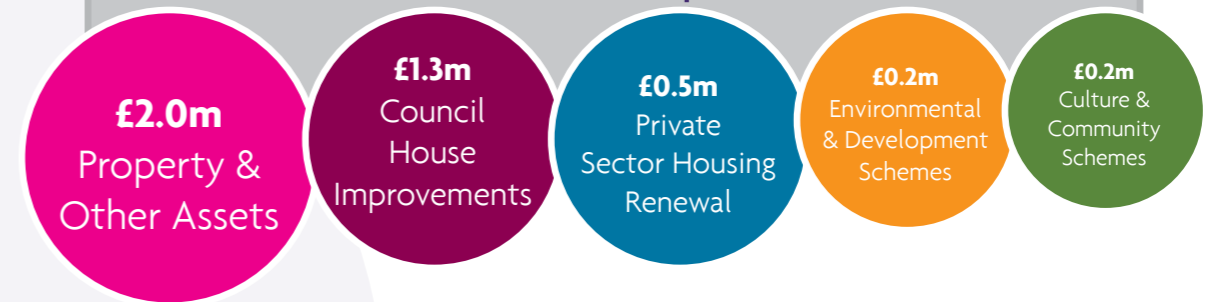 £2.0m
Property &
Other Assets
£1.3m
Council
House
Improvements
£0.5m
Private
Sector Housing
Renewal
£0.2m
Environmental
& Development
Schemes
£0.2m
Culture &
Community
Schemes